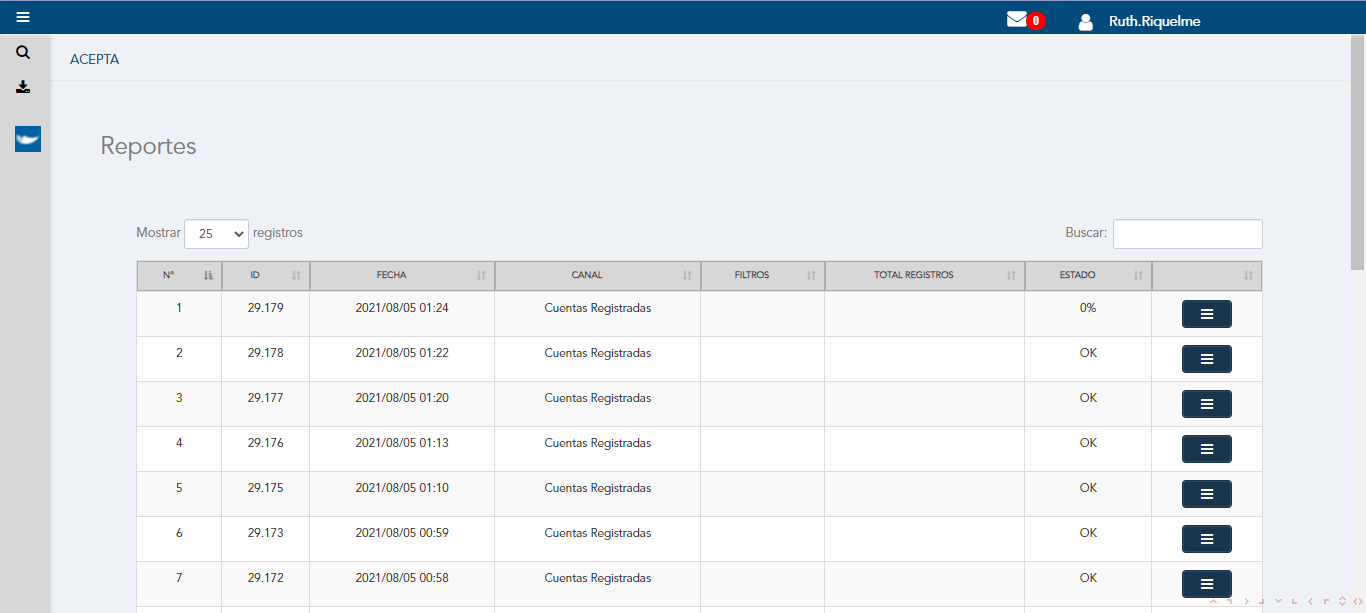 0 Ruth.Riquelme
ACEPTA
Reportes
Mostrar 25 registros Buscar:
N° ID FECHA CANAL FILTROS TOTAL REGISTROS ESTADO
1 29.179 2021/08/05 01:24 Cuentas Registradas 0%
2 29.178 2021/08/05 01:22 Cuentas Registradas OK
3 29.177 2021/08/05 01:20 Cuentas Registradas OK
4 29.176 2021/08/05 01:13 Cuentas Registradas OK
5 29.175 2021/08/05 01:10 Cuentas Registradas OK
6 29.173 2021/08/05 00:59 Cuentas Registradas OK
7 29.172 2021/08/05 00:58 Cuentas Registradas OK